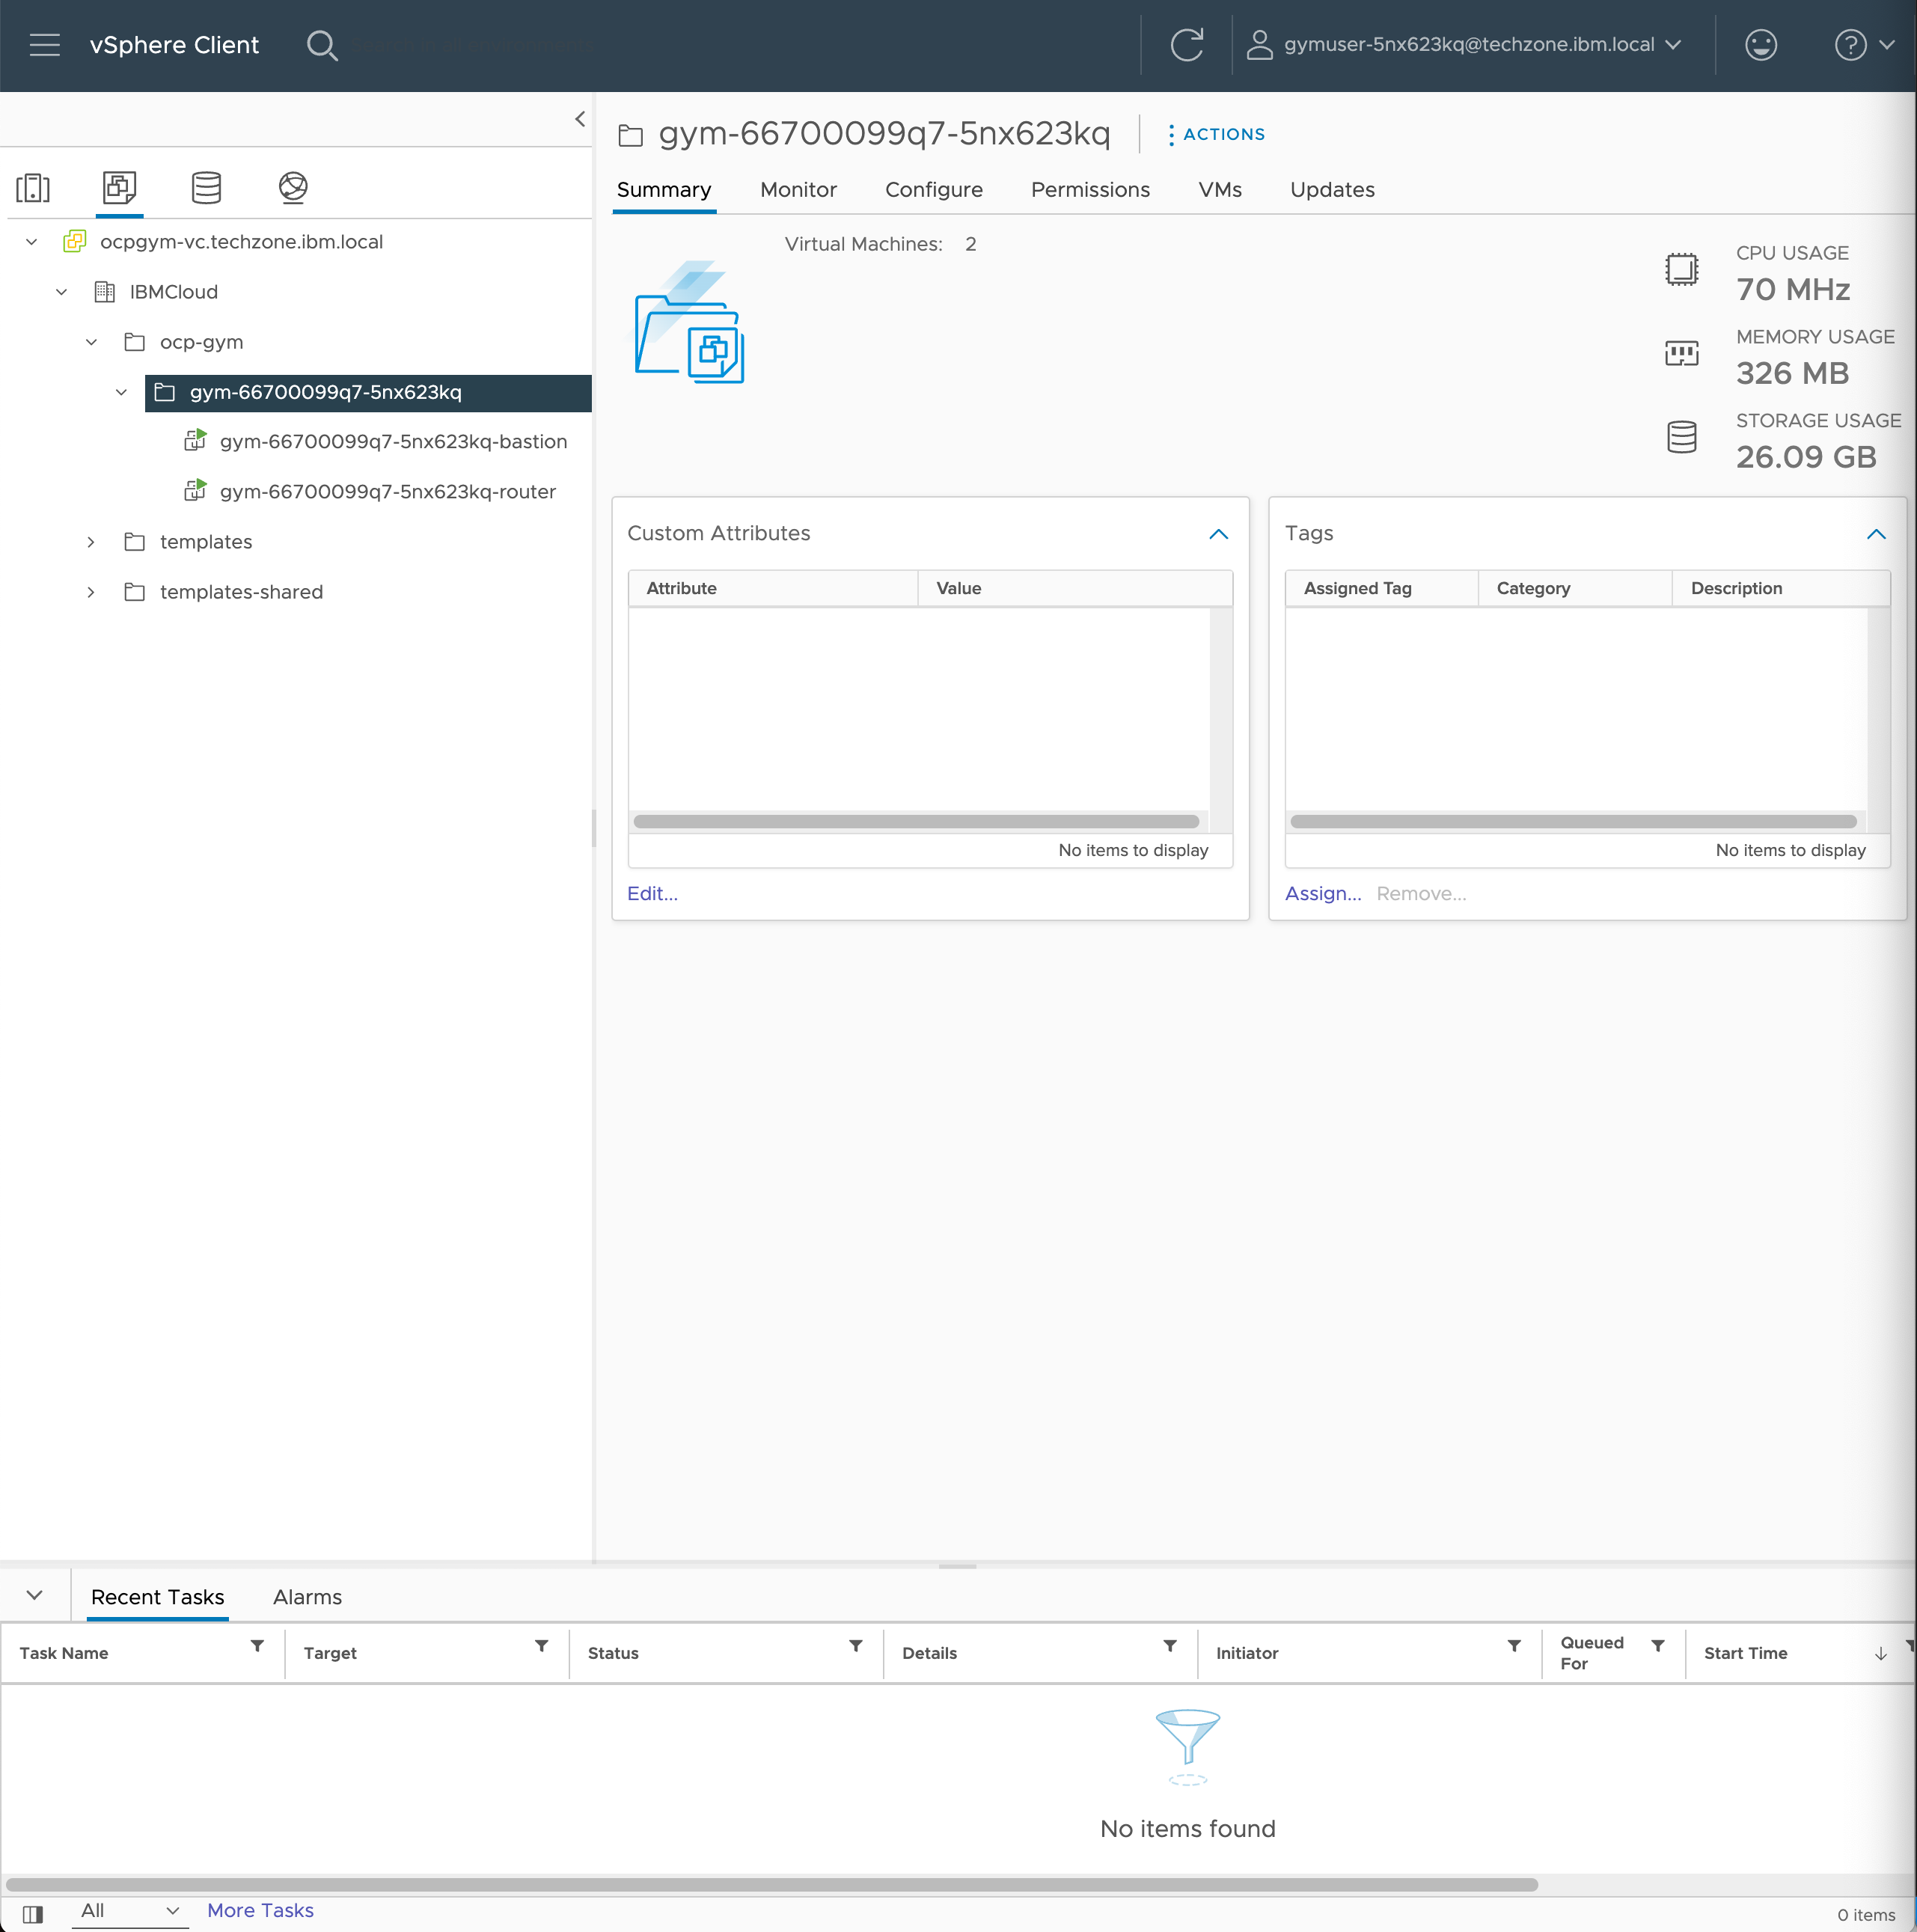 vSphere Client
gymuser-5nx623kq@techzone.ibm.local
gym-66700099q7-5nx623kq
ACTIONS
Summary Monitor Configure Permissions VMs Updates
ocpgym-vc.techzone.ibm.local
IBMCloud
ocp-gym
gym-66700099q7-5nx623kq
gym-66700099q7-5nx623kq-bastion
gym-66700099q7-5nx623kq-router
templates
templates-shared
Virtual Machines: 2
CPU USAGE
70 MHz
MEMORY USAGE
326 MB
STORAGE USAGE
26.09 GB
Custom Attributes
Attribute Value
No items to display
Edit...
Tags
Assigned Tag Category Description
No items to display
Assign... Remove...
Recent Tasks Alarms
Task Name Target Status Details Initiator Queued For Start Time
No items found
All More Tasks
0 items